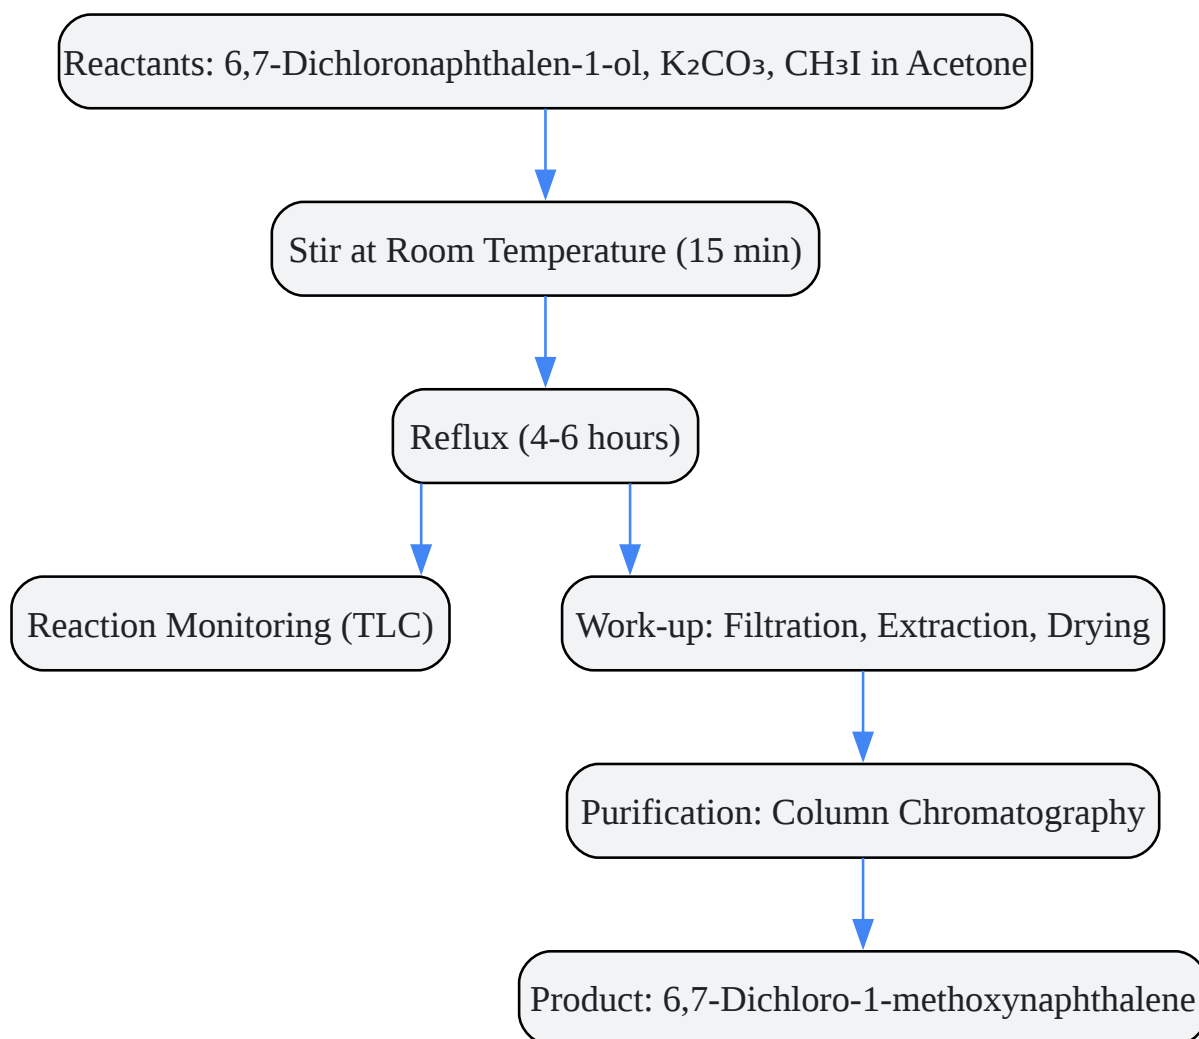 Reactants: 6,7-Dichloronaphthalen-1-ol, K₂CO₃, CH₃I in Acetone
Stir at Room Temperature (15 min)
Reflux (4-6 hours)
Reaction Monitoring (TLC)
Work-up: Filtration, Extraction, Drying
Purification: Column Chromatography
Product: 6,7-Dichloro-1-methoxynaphthalene